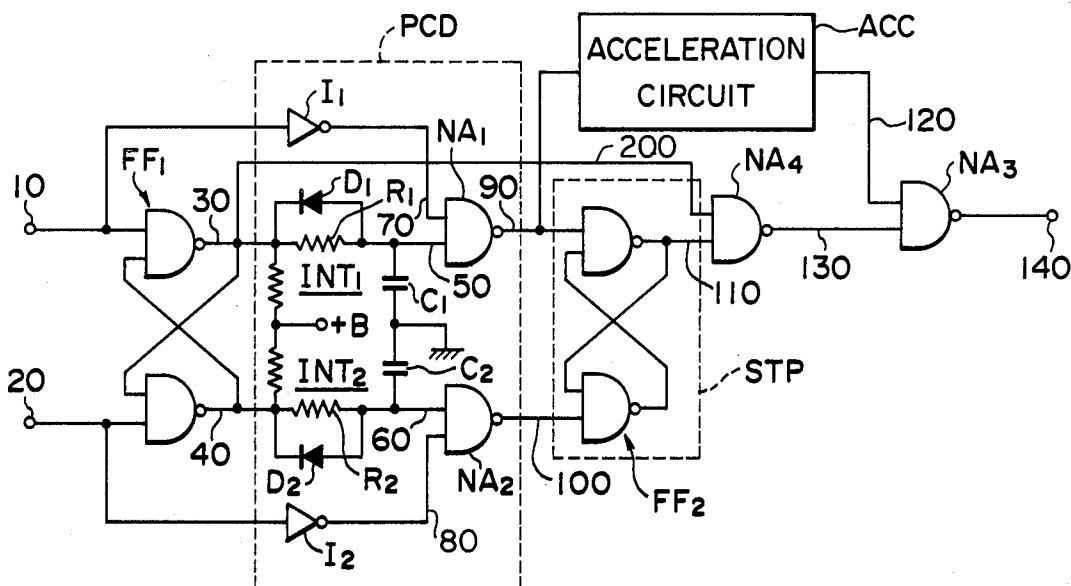 PCD
ACC
ACCELERATION
CIRCUIT
I1
NA1
120
200
NA4
NA3
FF1
D1
R1
90
10
30
70
INT1
50
C1
110
130
140
+B
C2
INT2
20
STP
40
60
D2
R2
NA2
100
FF2
I2
80